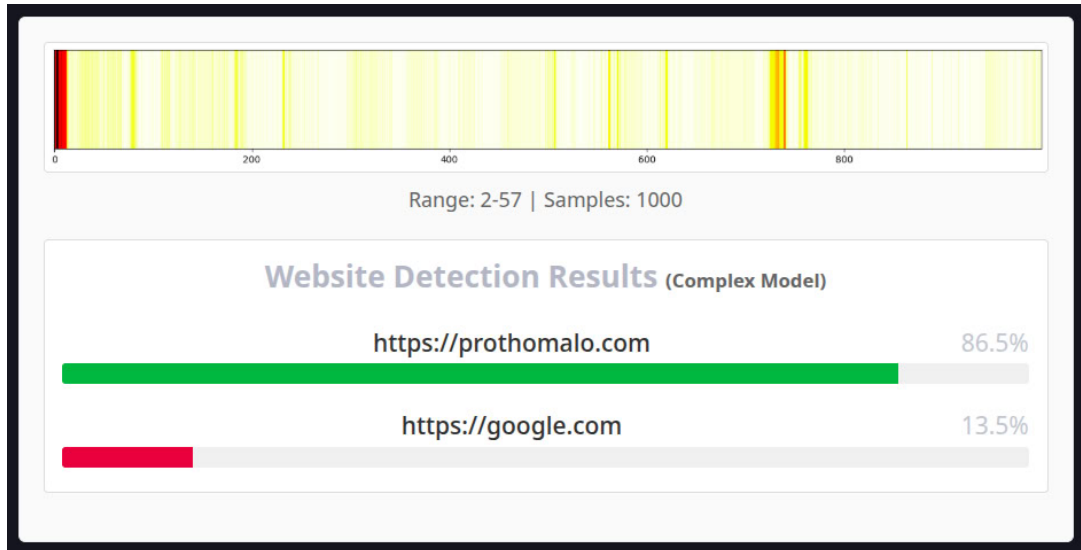 0 200 400 600 800
Range: 2-57 | Samples: 1000
Website Detection Results (Complex Model)
https://prothomalo.com 86.5%
https://google.com 13.5%